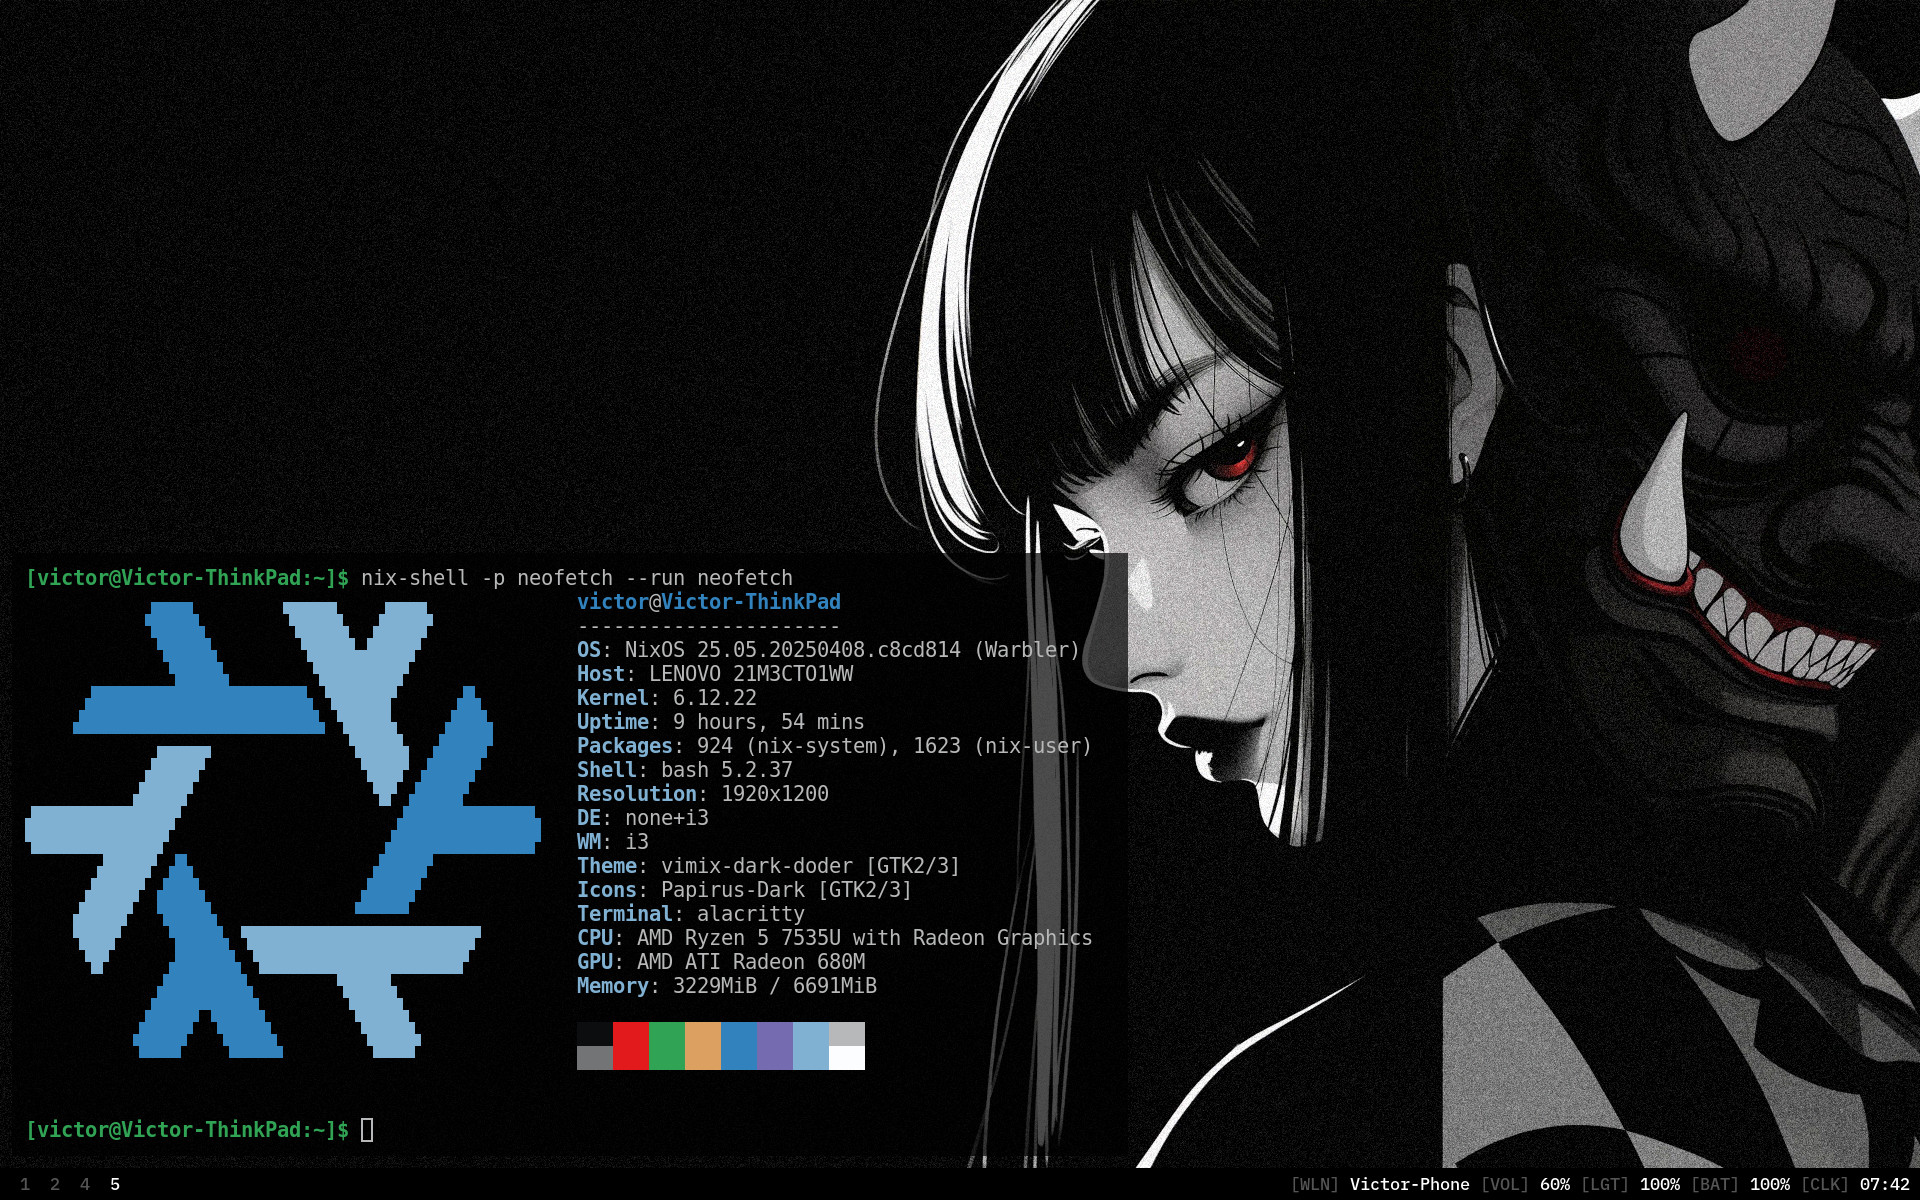 [victor@Victor-ThinkPad:~]$ nix-shell -p neofetch --run neofetch
victor@Victor-ThinkPad
----------------------
OS: NixOS 25.05.20250408.c8cd814 (Warbler)
Host: LENOVO 21M3CTO1WW
Kernel: 6.12.22
Uptime: 9 hours, 54 mins
Packages: 924 (nix-system), 1623 (nix-user)
Shell: bash 5.2.37
Resolution: 1920x1200
DE: none+i3
WM: i3
Theme: vimix-dark-doder [GTK2/3]
Icons: Papirus-Dark [GTK2/3]
Terminal: alacritty
CPU: AMD Ryzen 5 7535U with Radeon Graphics
GPU: AMD ATI Radeon 680M
Memory: 3229MiB / 6691MiB
[victor@Victor-ThinkPad:~]$
1 2 4 5 [WLN] Victor-Phone [VOL] 60% [LGT] 100% [BAT] 100% [CLK] 07:42